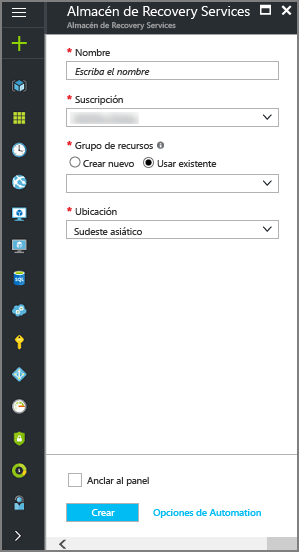 Almacén de Recovery Services
Almacén de Recovery Services
* Nombre
Escriba el nombre
* Suscripción
* Grupo de recursos
Crear nuevo Usar existente
* Ubicación
Sudeste asiático
SQL
Anclar al panel
Crear Opciones de Automation